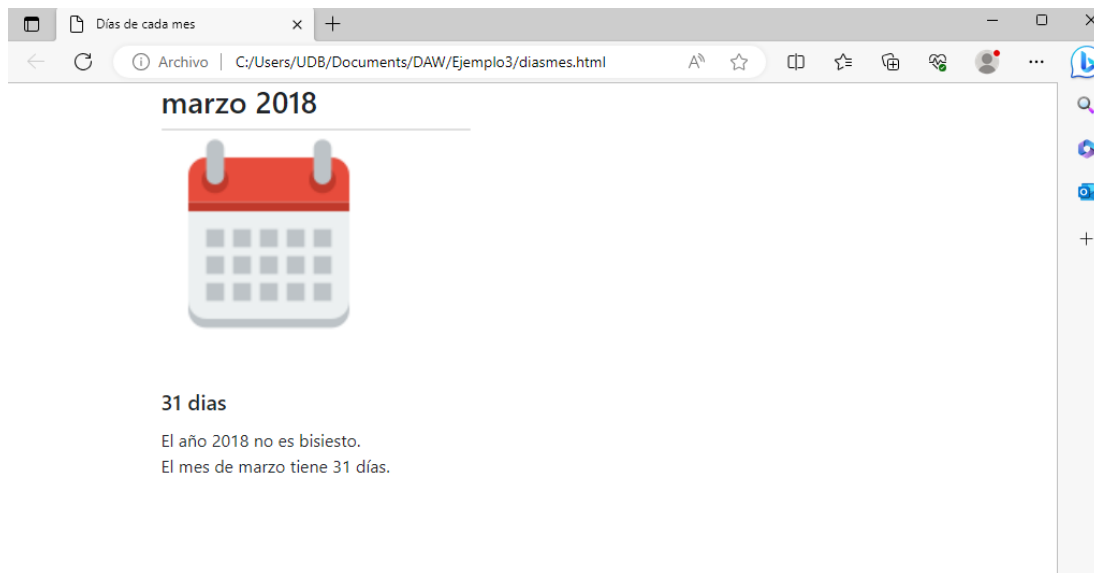 Días de cada mes
Archivo | C:/Users/UDB/Documents/DAW/Ejemplo3/diasmes.html
marzo 2018
31 dias
El año 2018 no es bisiesto.
El mes de marzo tiene 31 días.